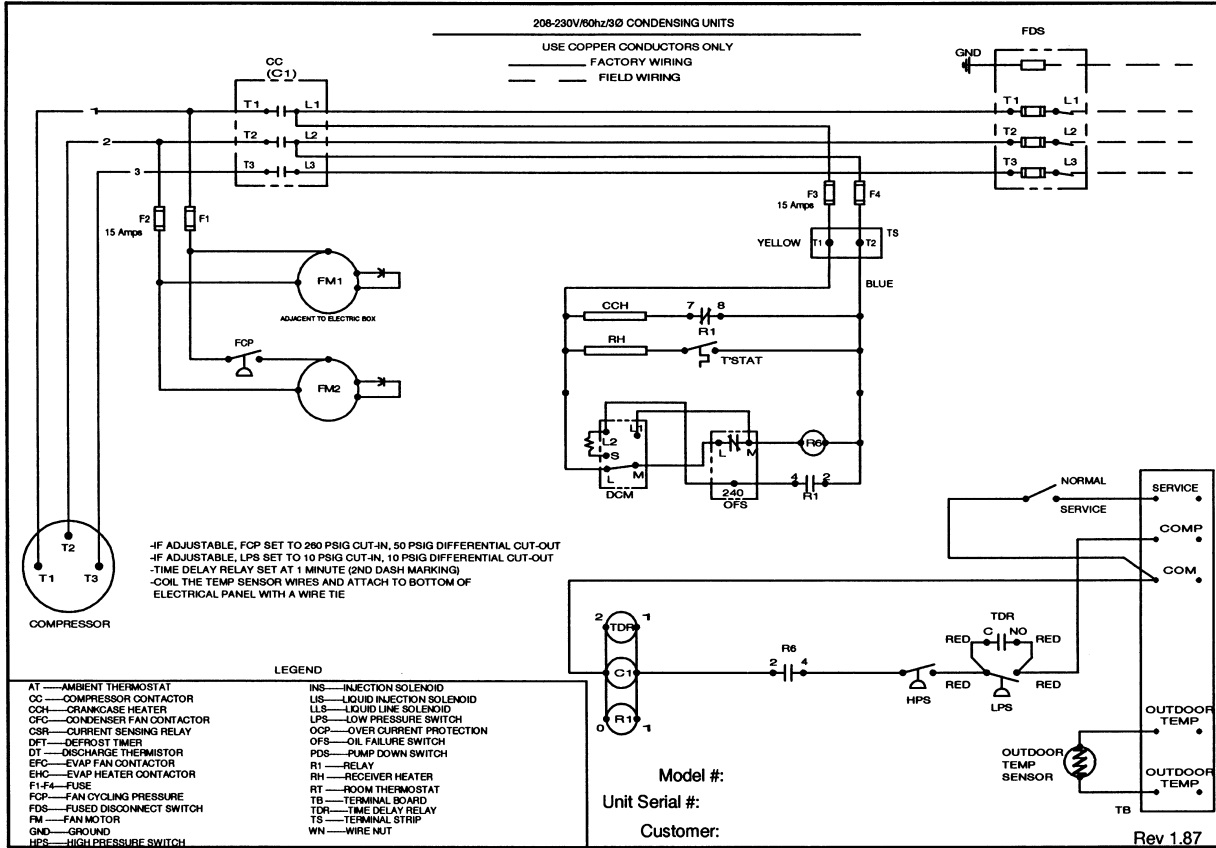 208-230V/60hz/3Ø CONDENSING UNITS
USE COPPER CONDUCTORS ONLY
FACTORY WIRING
FIELD WIRING
FDS
GND
CC
(C1)
T1 L1
T2 L2
T3 L3
T1 L1
T2 L2
T3 L3
1
2
3
F2
15 Amps
F1
F3
15 Amps
F4
TS
YELLOW
T1
T2
BLUE
FM1
ADJACENT TO ELECTRIC BOX
FCP
FM2
CCH
7 8
R1
RH
T'STAT
L2
L1
S
L
M
DCM
L
M
240
OFS
R6
4 2
R1
NORMAL
SERVICE
SERVICE
COMP
COM
T2
T1
T3
COMPRESSOR
-IF ADJUSTABLE, FCP SET TO 260 PSIG CUT-IN, 50 PSIG DIFFERENTIAL CUT-OUT
-IF ADJUSTABLE, LPS SET TO 10 PSIG CUT-IN, 10 PSIG DIFFERENTIAL CUT-OUT
-TIME DELAY RELAY SET AT 1 MINUTE (2ND DASH MARKING)
-COIL THE TEMP SENSOR WIRES AND ATTACH TO BOTTOM OF
ELECTRICAL PANEL WITH A WIRE TIE
2 TDR 1
C1
0 R1 1
R6
2 4
HPS
TDR
RED C NO RED
RED
RED
LPS
OUTDOOR
TEMP
OUTDOOR
TEMP
SENSOR
OUTDOOR
TEMP
TB
LEGEND
AT ----AMBIENT THERMOSTAT
CC ----COMPRESSOR CONTACTOR
CCH----CRANKCASE HEATER
CFC----CONDENSER FAN CONTACTOR
CSR----CURRENT SENSING RELAY
DFT----DEFROST TIMER
DT ----DISCHARGE THERMISTOR
EFC----EVAP FAN CONTACTOR
EHC----EVAP HEATER CONTACTOR
F1-F4----FUSE
FCP----FAN CYCLING PRESSURE
FDS----FUSED DISCONNECT SWITCH
FM ----FAN MOTOR
GND----GROUND
HPS----HIGH PRESSURE SWITCH
INS----INJECTION SOLENOID
LIS----LIQUID INJECTION SOLENOID
LLS----LIQUID LINE SOLENOID
LPS----LOW PRESSURE SWITCH
OCP----OVER CURRENT PROTECTION
OFS----OIL FAILURE SWITCH
PDS----PUMP DOWN SWITCH
R1 ----RELAY
RH ----RECEIVER HEATER
RT ----ROOM THERMOSTAT
TB ----TERMINAL BOARD
TDR----TIME DELAY RELAY
TS ----TERMINAL STRIP
WN ----WIRE NUT
Model #:
Unit Serial #:
Customer:
Rev 1.87